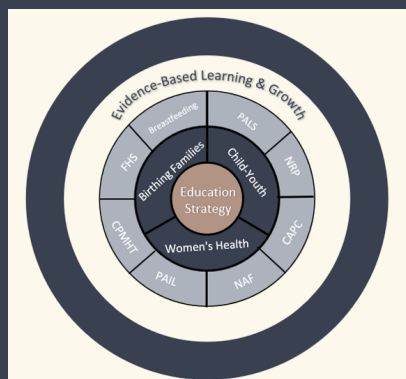 Evidence-Based Learning & Growth
Breastfeeding
PALS
NRP
CAPC
NAF
PAIL
CPMHT
FHS
Birthing Families
Child-Youth
Women's Health
Education
Strategy